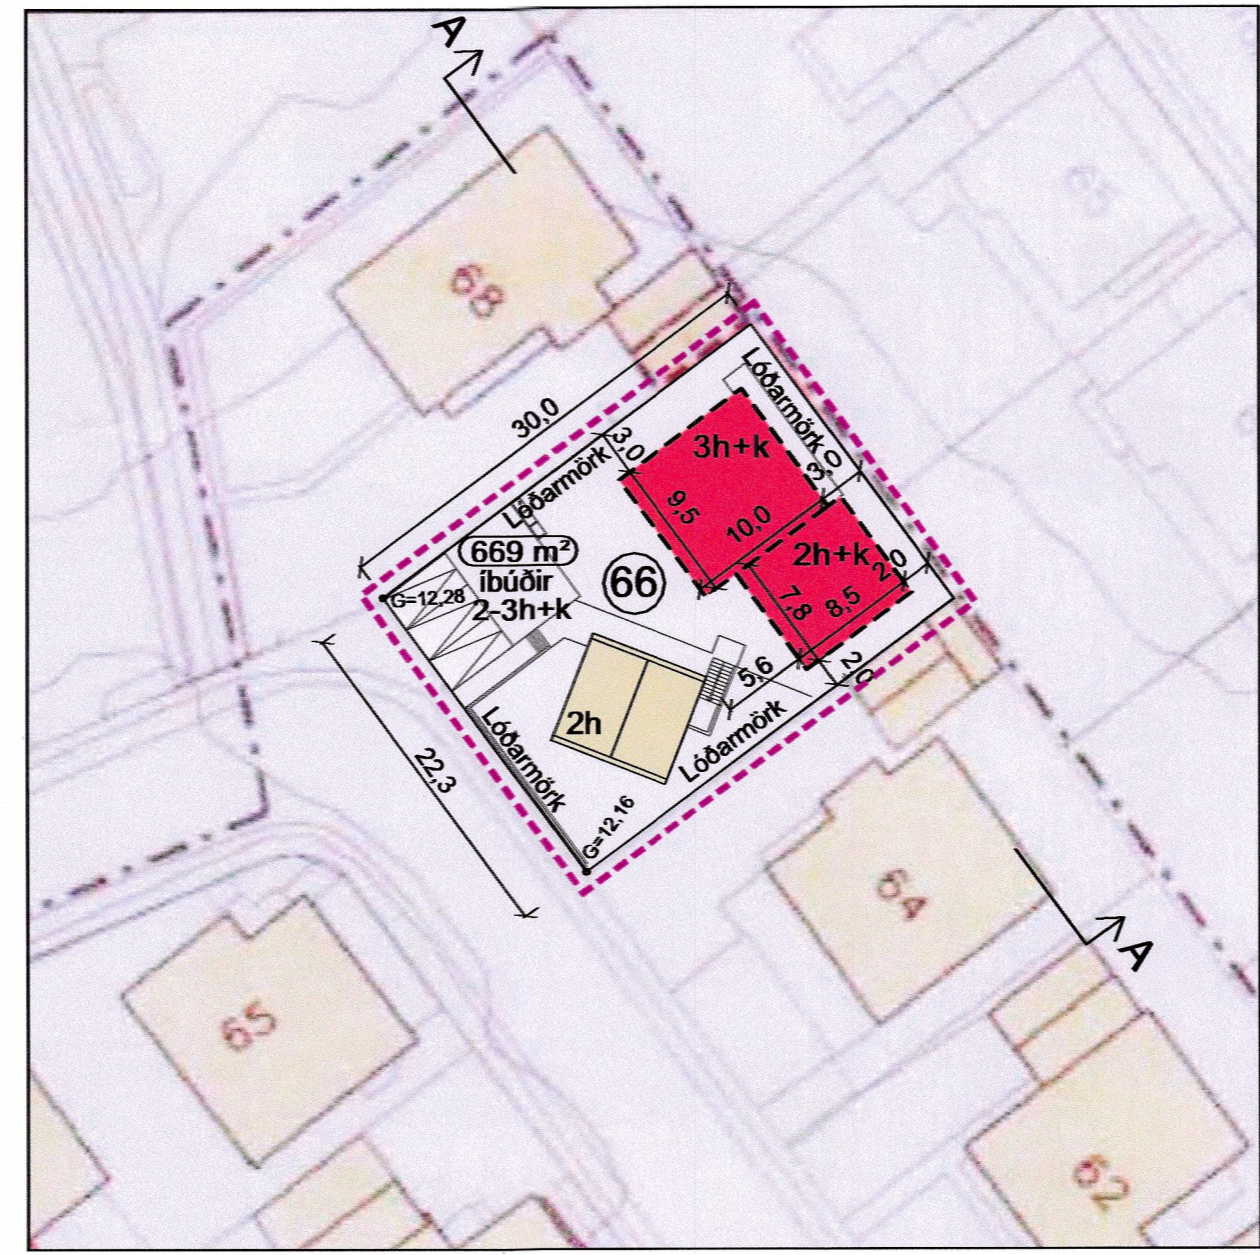 A
65
68
30,0
Lóðarmörk
3,0
3h+k
Lóðarmörk
3,0
9,5
10,0
2h+k
2,0
669 m²
íbúðir
2-3h+k
66
G=12,28
7,8
8,5
5,6
2,0
2h
Lóðarmörk
Lóðarmörk
22,3
G=12,16
64
A
65
62